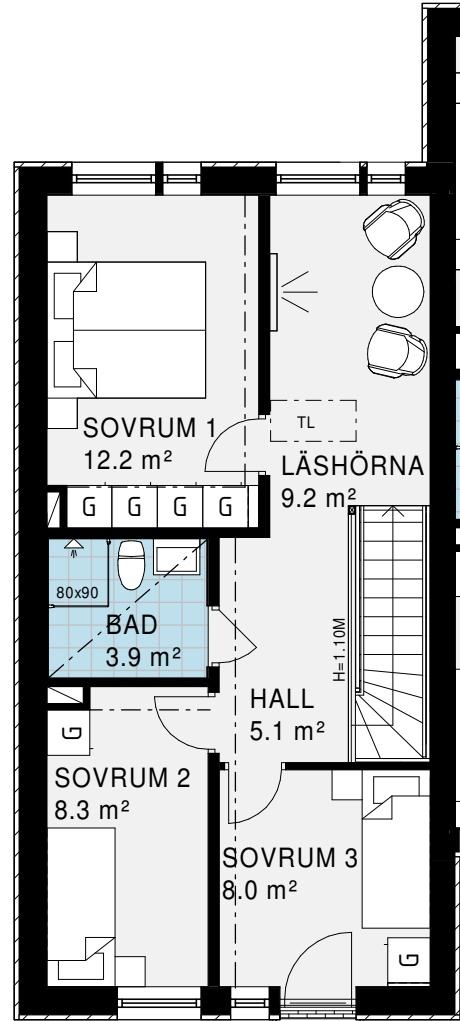 TL
SOVRUM 1
12.2 m²
LÄSHÖRNA
9.2 m²
G G G G
80x90
BAD
3.9 m²
H=1.10M
HALL
5.1 m²
G
SOVRUM 2
8.3 m²
SOVRUM 3
8.0 m²
G